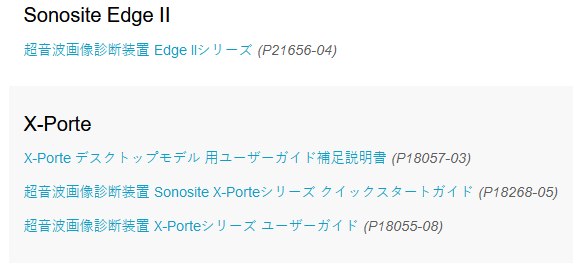 Sonosite Edge II
超音波画像診断装置 Edge IIシリーズ (P21656-04)
X-Porte
X-Porte デスクトップモデル 用ユーザーガイド補足説明書 (P18057-03)
超音波画像診断装置 Sonosite X-Porteシリーズ クイックスタートガイド (P18268-05)
超音波画像診断装置 X-Porteシリーズ ユーザーガイド (P18055-08)